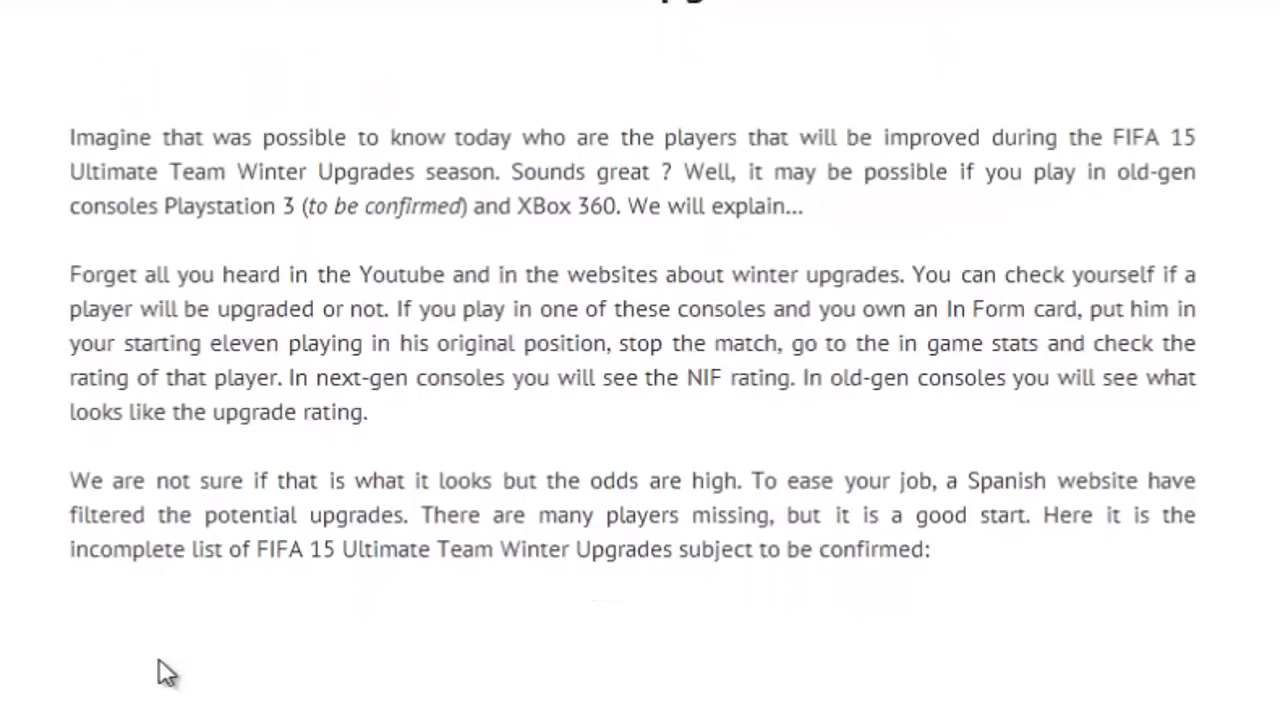 Imagine that was possible to know today who are the players that will be improved during the FIFA 15
Ultimate Team Winter Upgrades season. Sounds great ? Well, it may be possible if you play in old-gen
consoles Playstation 3 (to be confirmed) and XBox 360. We will explain...
Forget all you heard in the Youtube and in the websites about winter upgrades. You can check yourself if a
player will be upgraded or not. If you play in one of these consoles and you own an In Form card, put him in
your starting eleven playing in his original position, stop the match, go to the in game stats and check the
rating of that player. In next-gen consoles you will see the NIF rating. In old-gen consoles you will see what
looks like the upgrade rating.
We are not sure if that is what it looks but the odds are high. To ease your job, a Spanish website have
filtered the potential upgrades. There are many players missing, but it is a good start. Here it is the
incomplete list of FIFA 15 Ultimate Team Winter Upgrades subject to be confirmed: